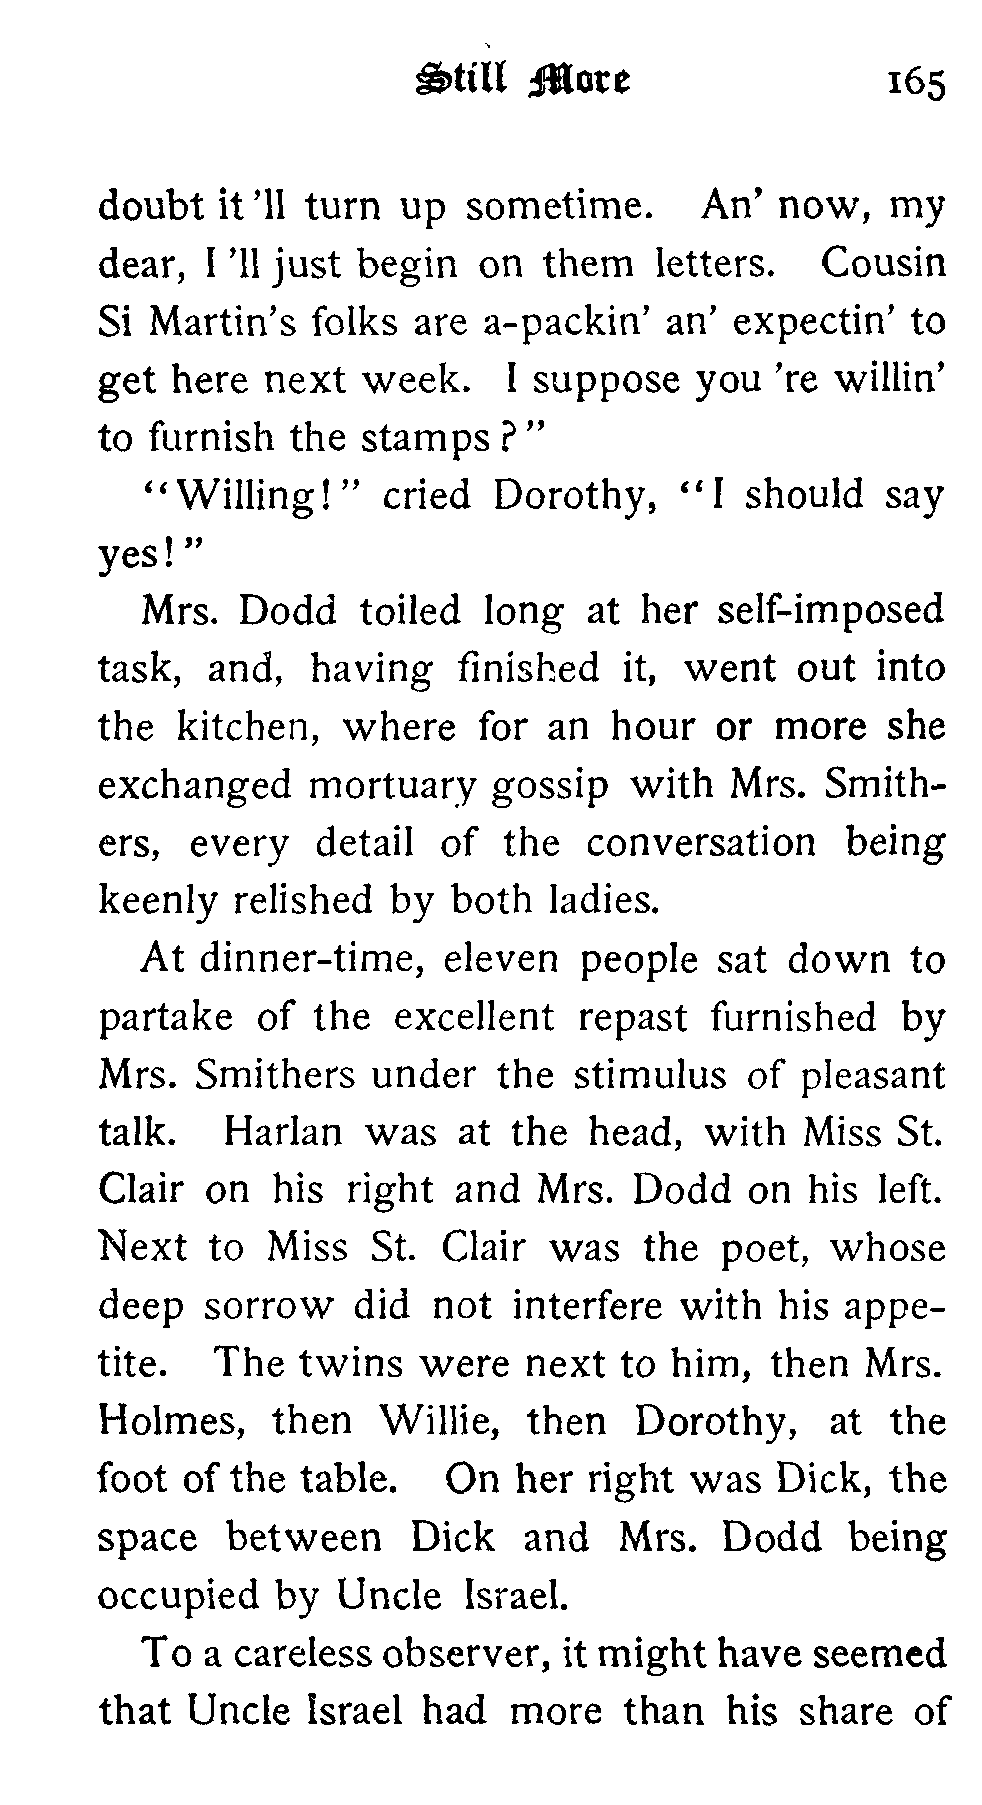 Still More 165
doubt it 'll turn up sometime. An' now, my
dear, I 'll just begin on them letters. Cousin
Si Martin's folks are a-packin' an' expectin' to
get here next week. I suppose you 're willin'
to furnish the stamps?"
"Willing!" cried Dorothy, "I should say
yes!"
Mrs. Dodd toiled long at her self-imposed
task, and, having finished it, went out into
the kitchen, where for an hour or more she
exchanged mortuary gossip with Mrs. Smith-
ers, every detail of the conversation being
keenly relished by both ladies.
At dinner-time, eleven people sat down to
partake of the excellent repast furnished by
Mrs. Smithers under the stimulus of pleasant
talk. Harlan was at the head, with Miss St.
Clair on his right and Mrs. Dodd on his left.
Next to Miss St. Clair was the poet, whose
deep sorrow did not interfere with his appe-
tite. The twins were next to him, then Mrs.
Holmes, then Willie, then Dorothy, at the
foot of the table. On her right was Dick, the
space between Dick and Mrs. Dodd being
occupied by Uncle Israel.
To a careless observer, it might have seemed
that Uncle Israel had more than his share of